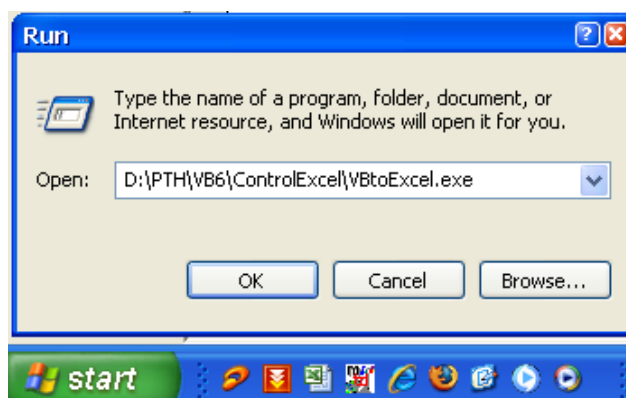 Run
Type the name of a program, folder, document, or
Internet resource, and Windows will open it for you.
Open: D:\PTH\VB6\ControlExcel\VBtoExcel.exe
OK Cancel Browse...
start